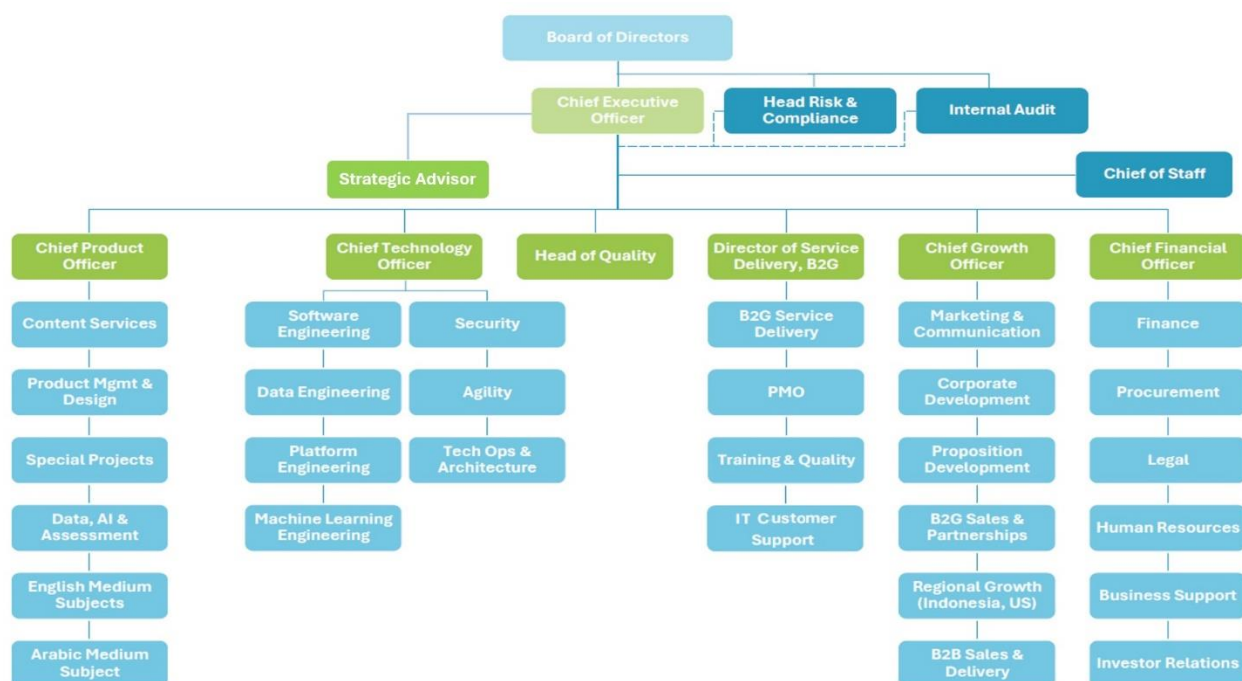 Board of Directors
Chief Executive
Officer
Head Risk &
Compliance
Internal Audit
Strategic Advisor
Chief of Staff
Chief Product
Officer
Chief Technology
Officer
Head of Quality
Director of Service
Delivery, B2G
Chief Growth
Officer
Chief Financial
Officer
Content Services
Software
Engineering
Security
B2G Service
Delivery
Marketing &
Communication
Finance
Product Mgmt &
Design
Data Engineering
Agility
PMO
Corporate
Development
Procurement
Special Projects
Platform
Engineering
Tech Ops &
Architecture
Training & Quality
Proposition
Development
Legal
Data, AI &
Assessment
Machine Learning
Engineering
IT Customer
Support
B2G Sales &
Partnerships
Human Resources
English Medium
Subjects
Regional Growth
(Indonesia, US)
Business Support
Arabic Medium
Subject
B2B Sales &
Delivery
Investor Relations